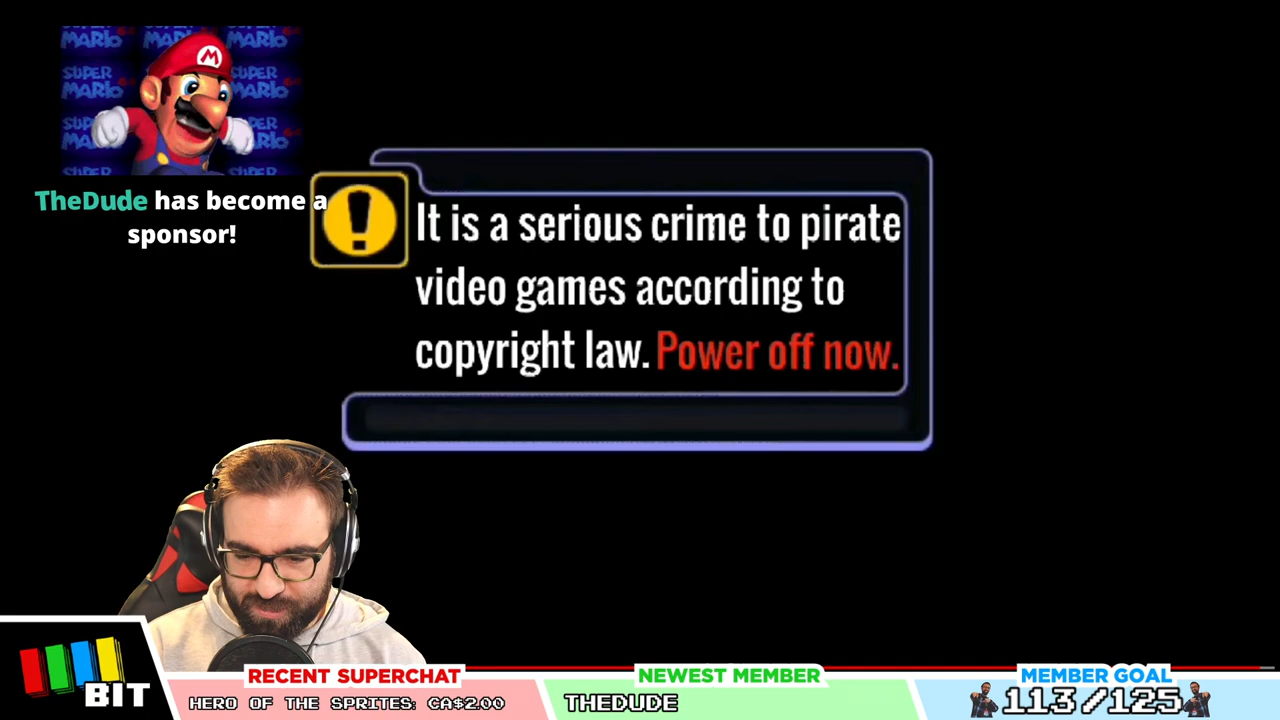 SUPER MARIO
TheDude has become a
sponsor!
It is a serious crime to pirate
video games according to
copyright law. Power off now.
BIT
RECENT SUPERCHAT
HERO OF THE SPRITES: CA$2.00
NEWEST MEMBER
THEDUDE
MEMBER GOAL
113/125